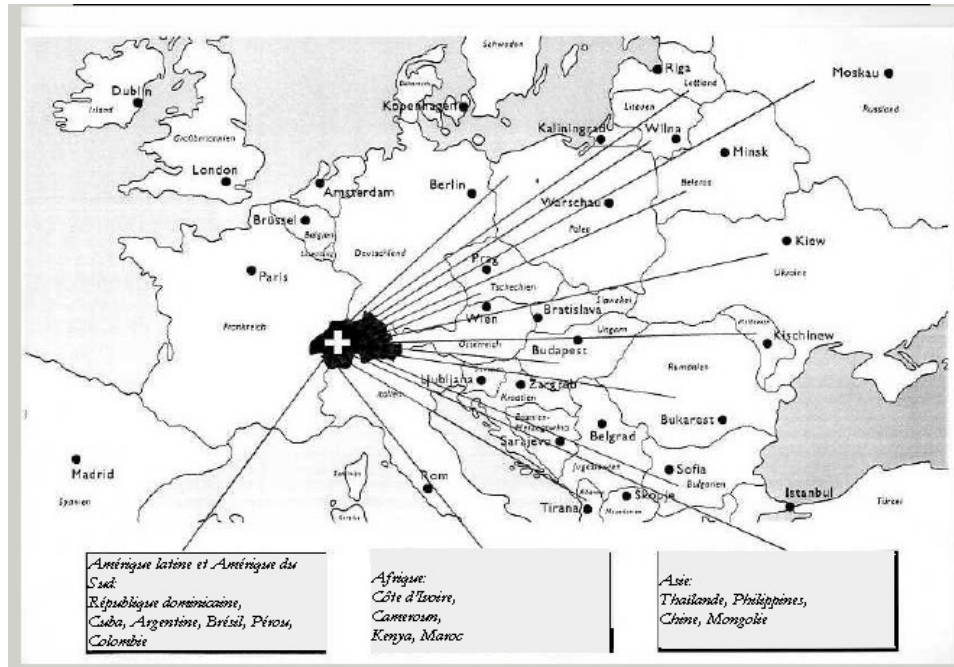 Schweden
Riga
Moskau
Lettland
Dublin
Irland
Kopenhagen
Litauen
Russland
Großbritannien
Kaliningrad
Wilna
Minsk
London
Amsterdam
Berlin
Belarus
Warschau
Brüssel
Belgien
Polen
Deutschland
Kiew
Paris
Prag
Ukraine
Tschechien
Slowakei
Wien
Bratislava
Frankreich
Ungarn
Kischinew
Österreich
Budapest
Rumänien
Ljubljana
Zargreb
Italien
Kroatien
Bukarest
Belgrad
Sarajevo
Madrid
Jugoslawien
Sofia
Rom
Bulgarien
Spanien
Skopje
Istanbul
Türkei
Tirana
Amérique latine et Amérique du
Sud:
République dominicaine,
Cuba, Argentine, Brésil, Pérou,
Colombie
Afrique:
Côte d'Ivoire,
Cameroun,
Kenya, Maroc
Asie:
Thaïlande, Philippines,
Chine, Mongolie